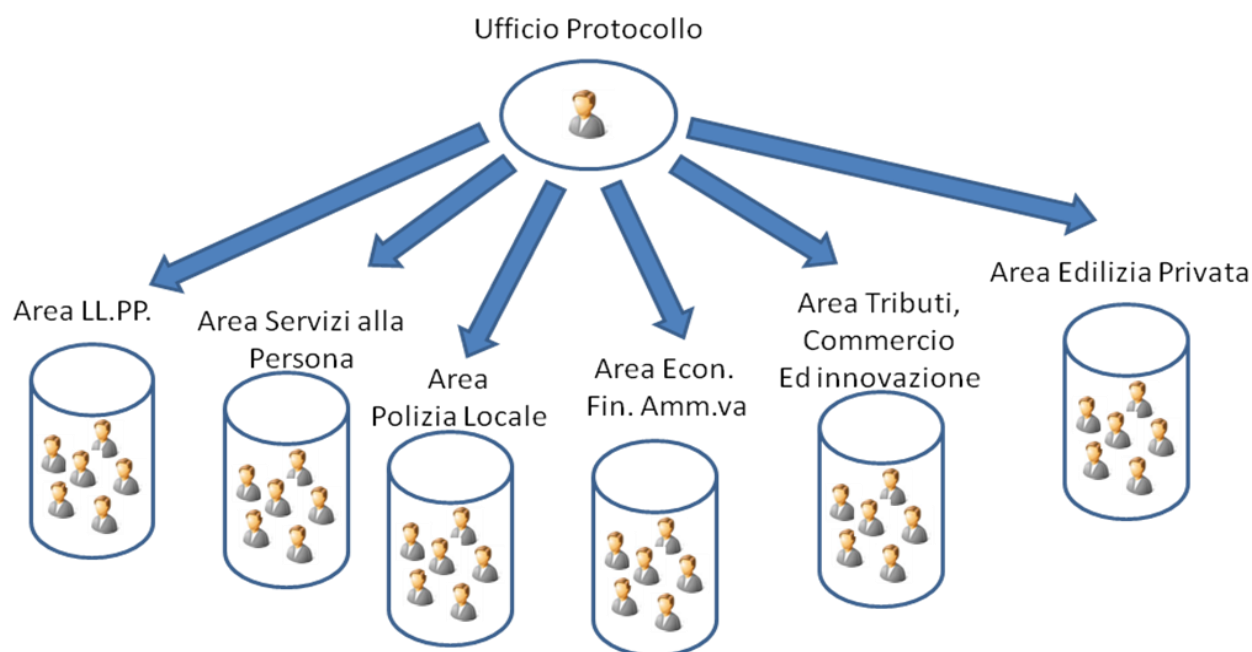 Ufficio Protocollo
Area LL.PP.
Area Servizi alla
Persona
Area
Polizia Locale
Area Econ.
Fin. Amm.va
Area Tributi,
Commercio
Ed innovazione
Area Edilizia Privata